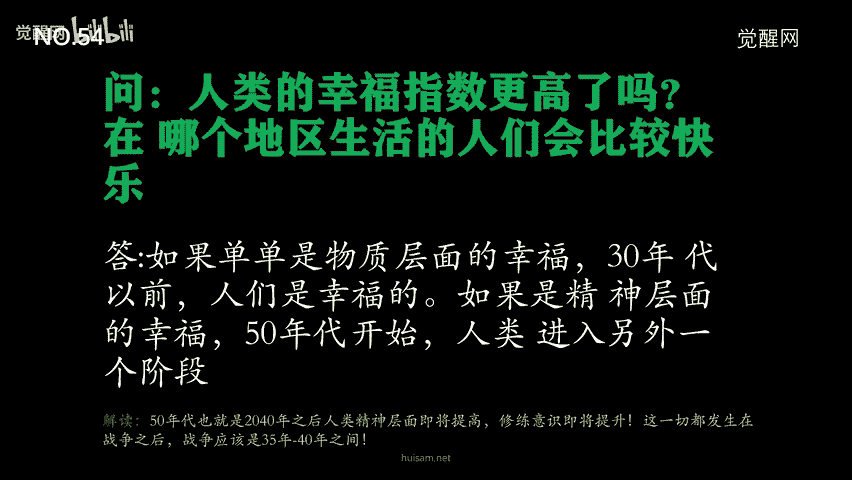 觉醒网 bilibili
NO.54
觉醒网
问：人类的幸福指数更高了吗?
在 哪个地区生活的人们会比较快
乐
答:如果单单是物质层面的幸福，30年 代
以前，人们是幸福的。如果是精 神层面
的幸福，50年代开始，人类 进入另外一
个阶段
解读：50年代也就是2040年之后人类精神层面即将提高，修练意识即将提升！这一切都发生在
战争之后，战争应该是35年-40年之间！
huisam.net